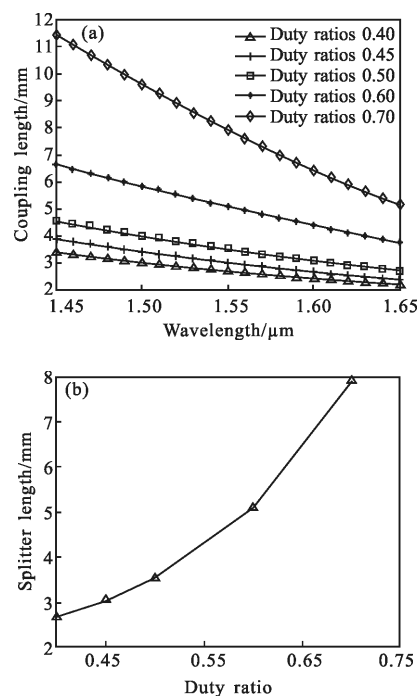 12
11
10
9
8
7
6
5
4
3
2
(a)
Duty ratios 0.40
Duty ratios 0.45
Duty ratios 0.50
Duty ratios 0.60
Duty ratios 0.70
Coupling length/mm
1.45 1.50 1.55 1.60 1.65
Wavelength/μm
8
7
6
5
4
3
2
(b)
Splitter length/mm
0.45 0.55 0.65 0.75
Duty ratio